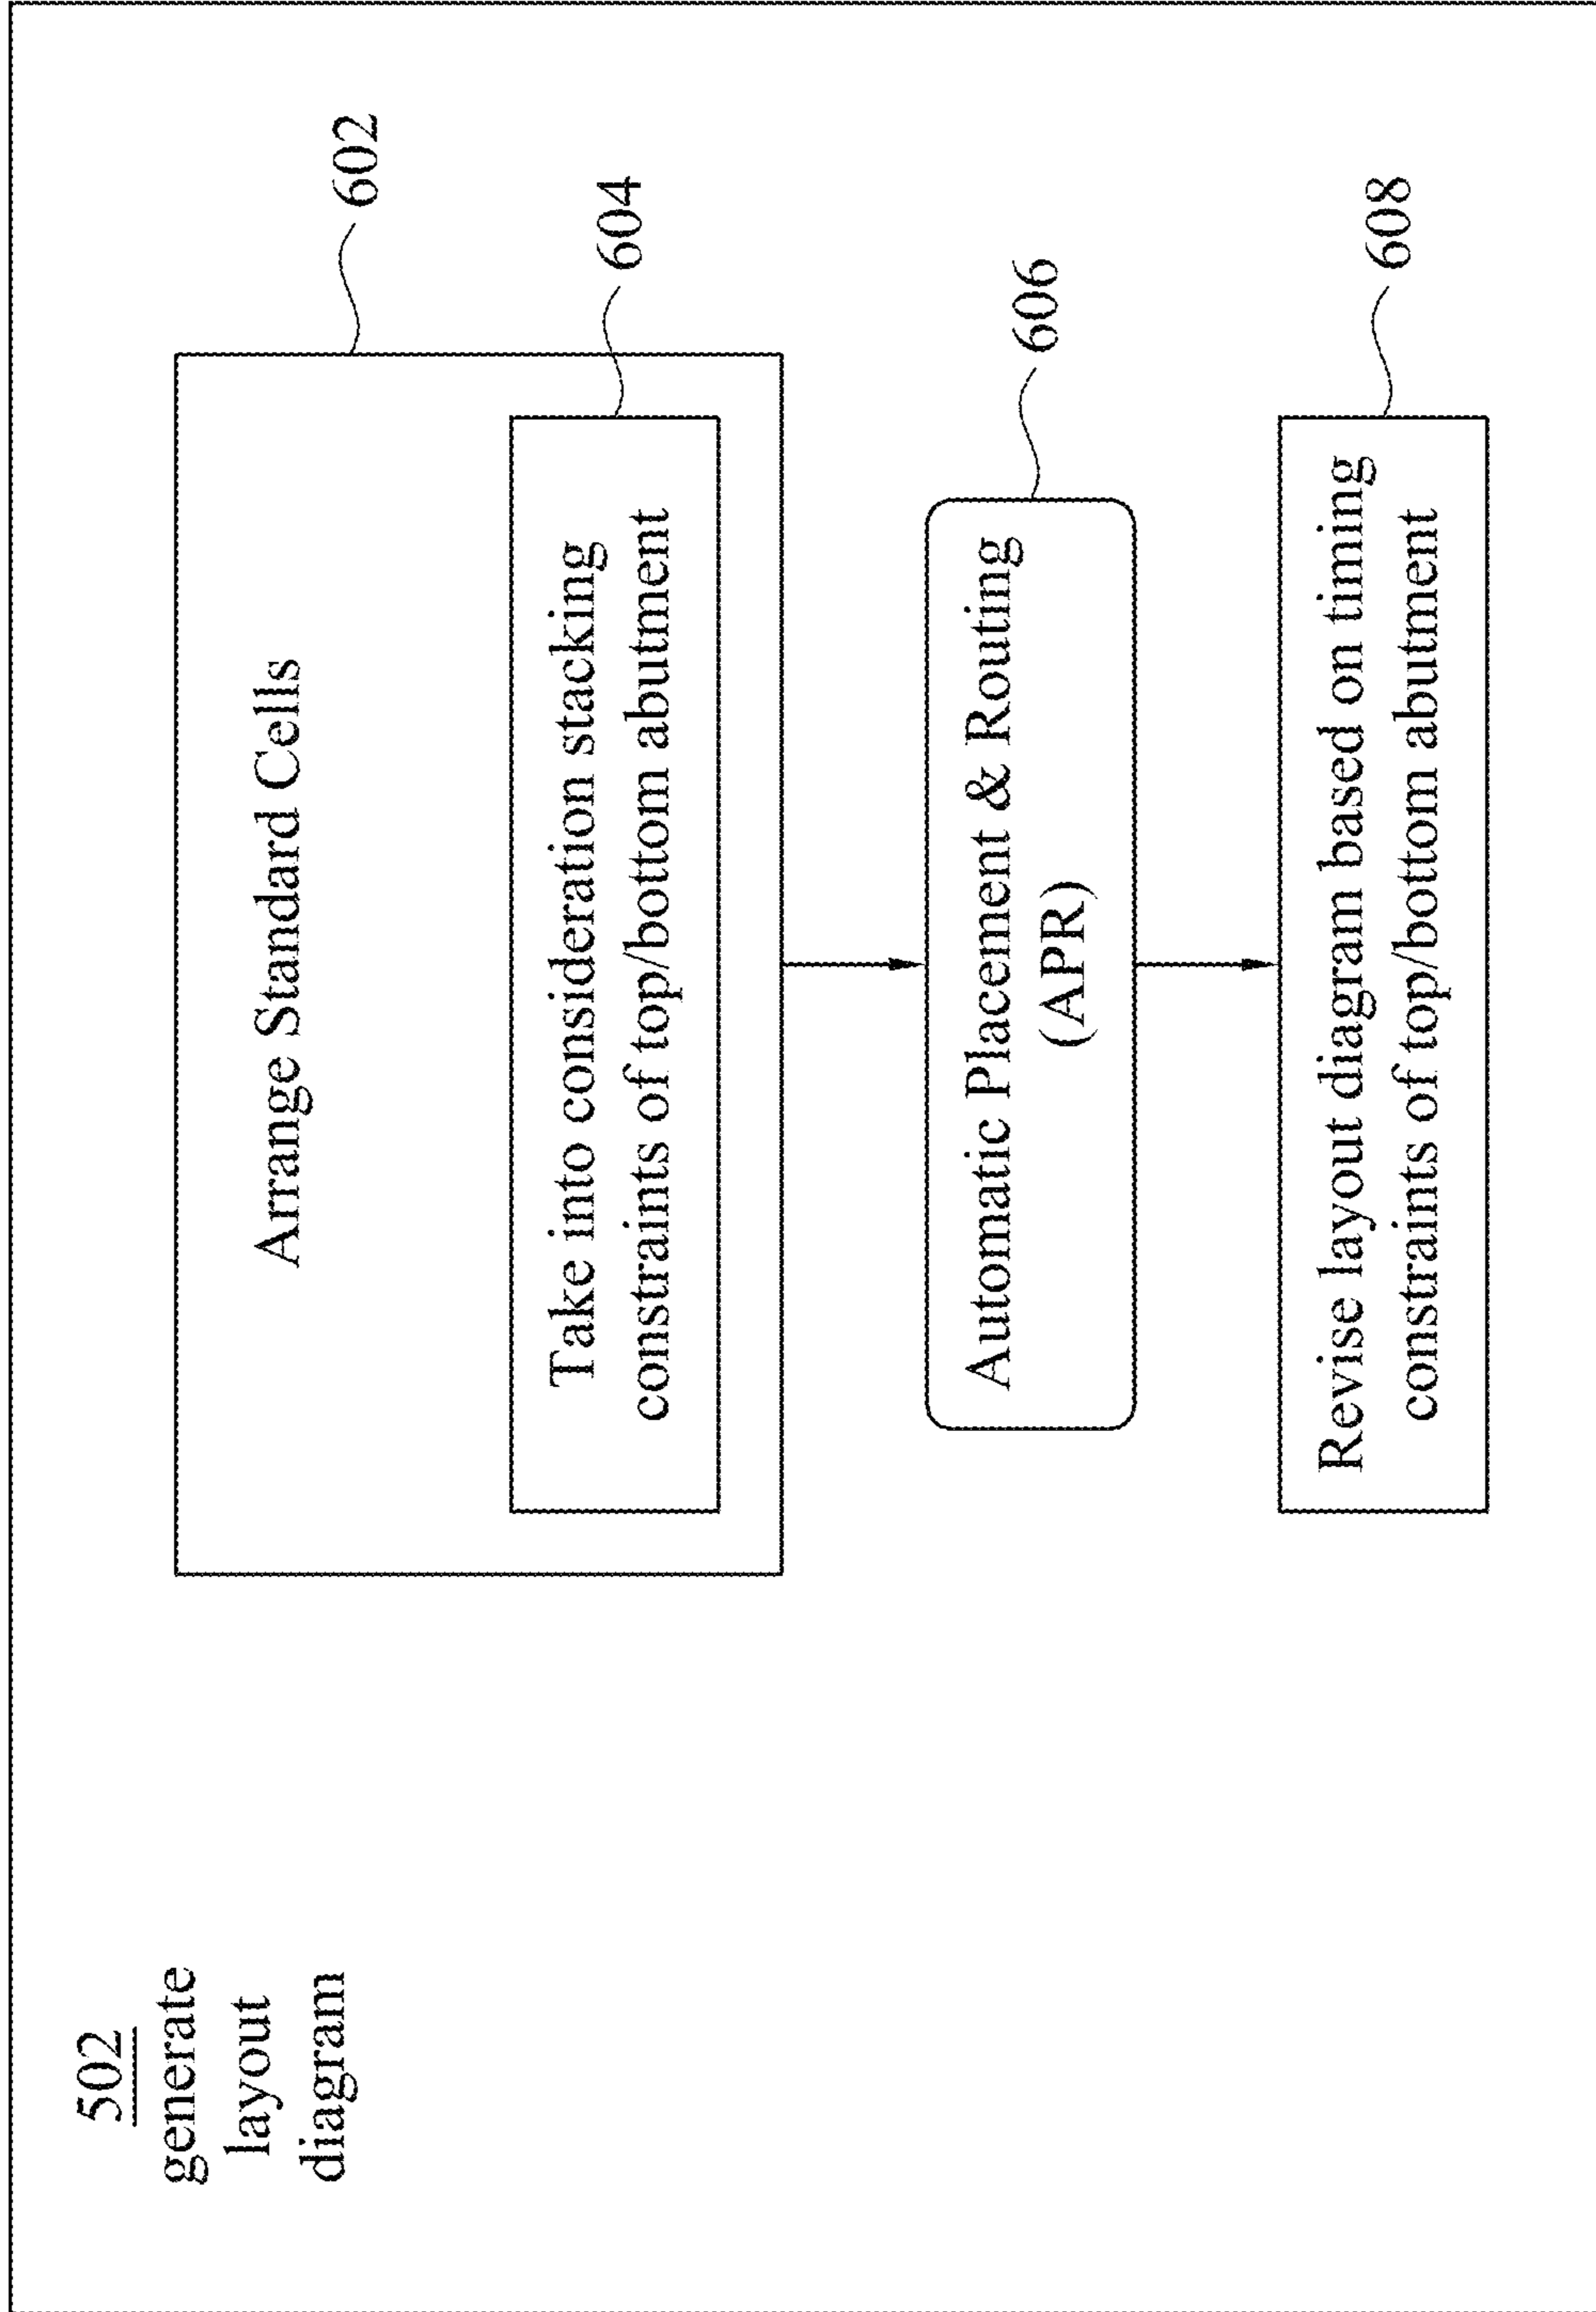 502
generate
layout
diagram
Arrange Standard Cells
602
Take into consideration stacking
constraints of top/bottom abutment
604
Automatic Placement & Routing
(APR)
606
Revise layout diagram based on timing
constraints of top/bottom abutment
608